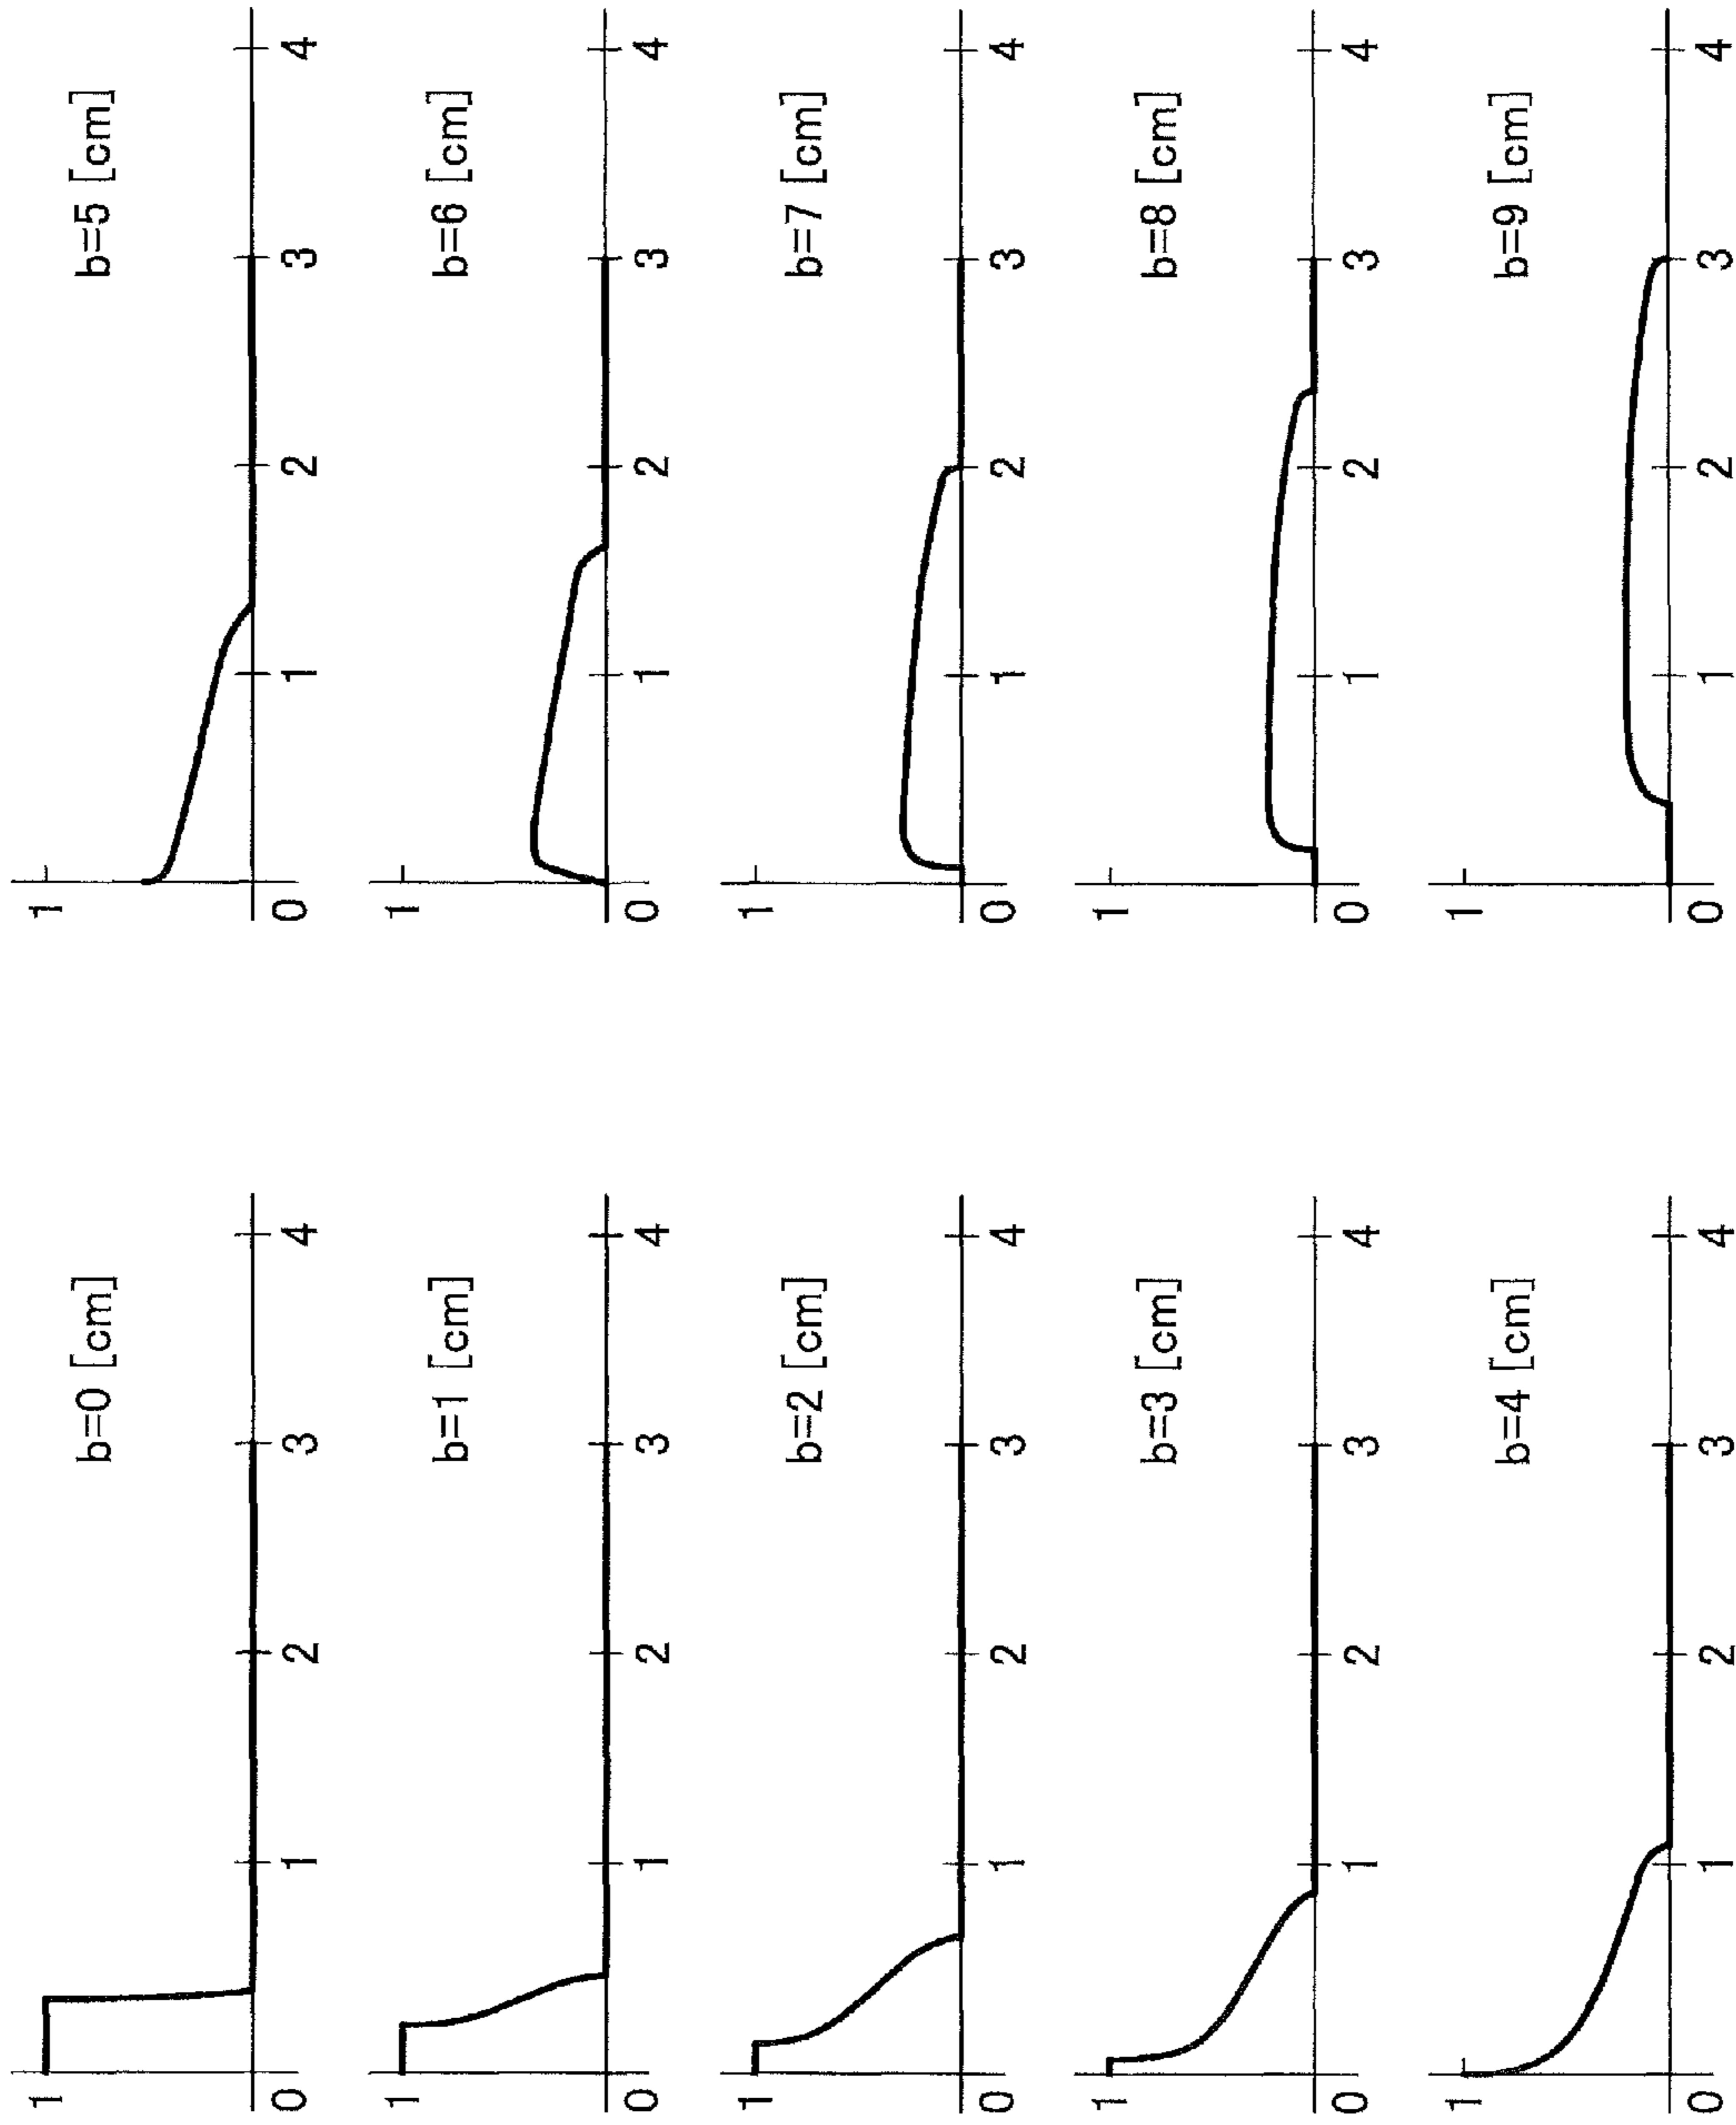 1
b=0 [cm]
0 1 2 3 4
1
b=1 [cm]
0 1 2 3 4
1
b=2 [cm]
0 1 2 3 4
1
b=3 [cm]
0 1 2 3 4
1
b=4 [cm]
0 1 2 3 4
1
b=5 [cm]
0 1 2 3 4
1
b=6 [cm]
0 1 2 3 4
1
b=7 [cm]
0 1 2 3 4
1
b=8 [cm]
0 1 2 3 4
1
b=9 [cm]
0 1 2 3 4